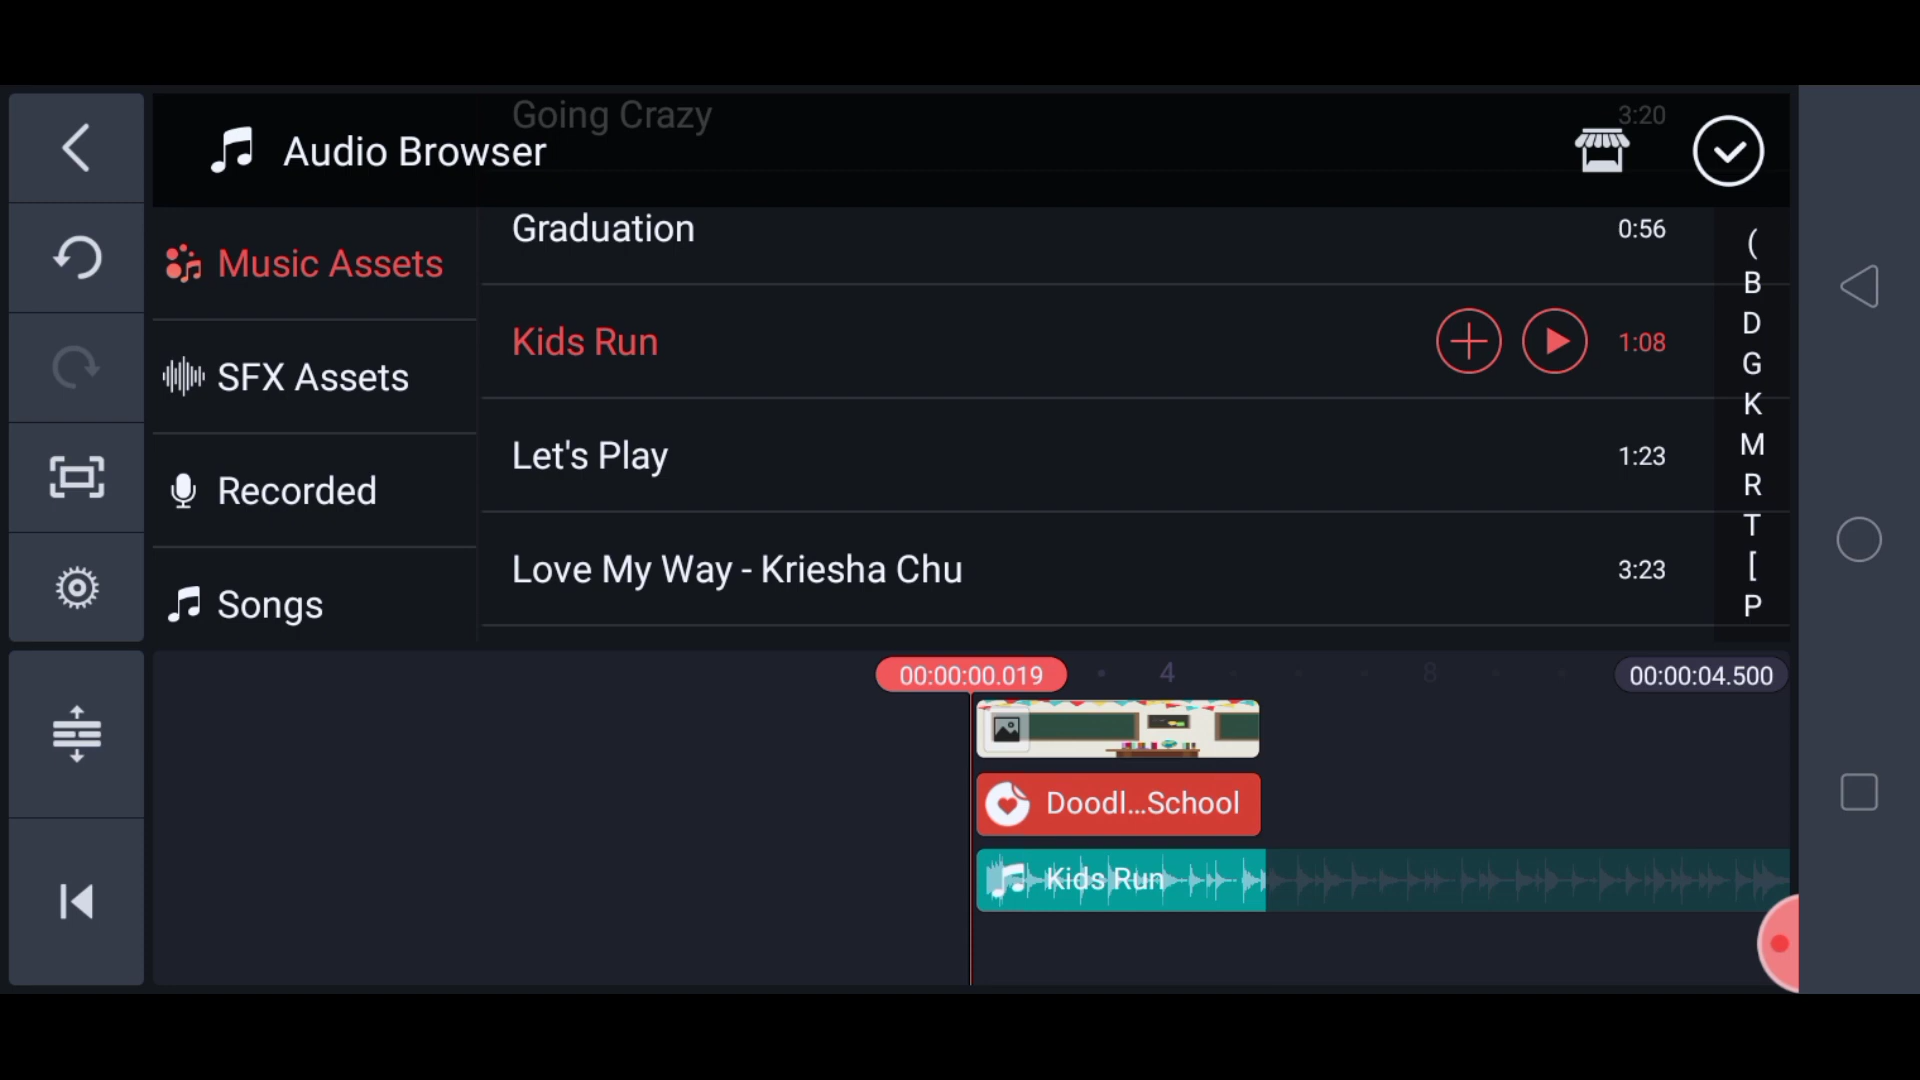 Going Crazy 3:20
Audio Browser
Music Assets
SFX Assets
Recorded
Songs
Graduation 0:56
Kids Run 1:08
Let's Play 1:23
Love My Way - Kriesha Chu 3:23
(
B
D
G
K
M
R
T
[
P
00:00:00.019 4 8 00:00:04.500
Doodl...School
Kids Run